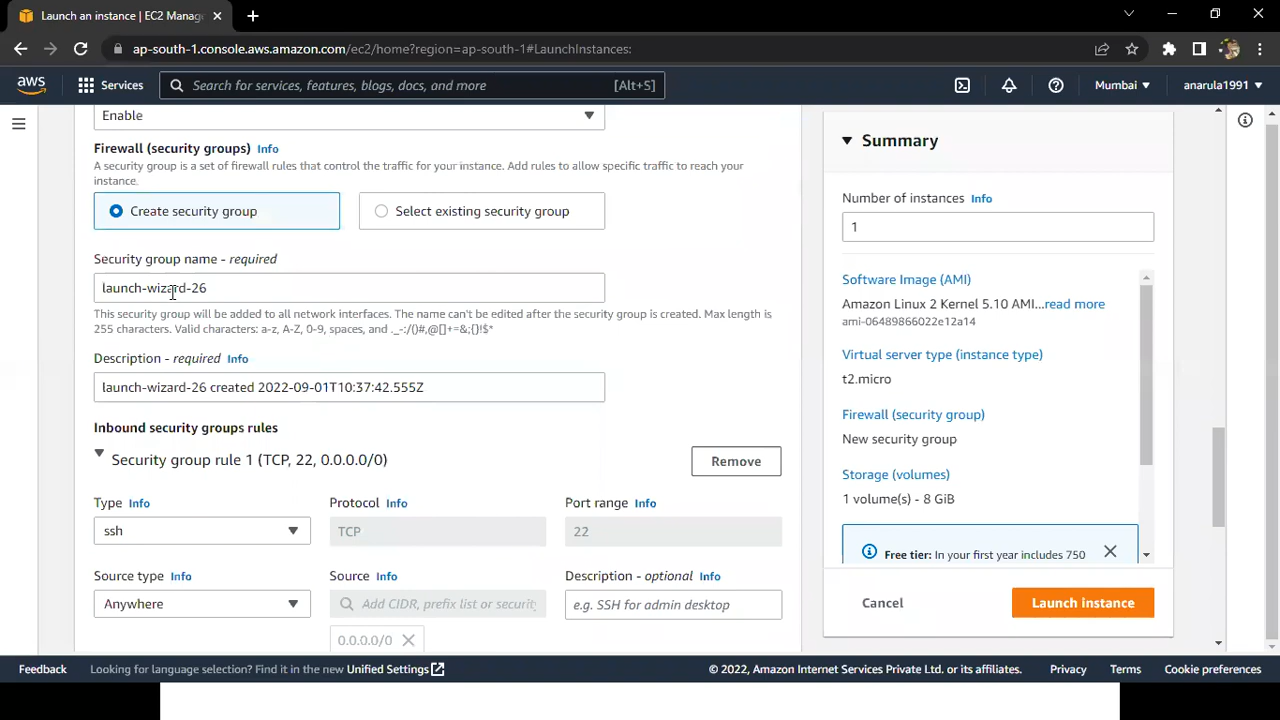 Launch an instance | EC2 Manag
ap-south-1.console.aws.amazon.com/ec2/home?region=ap-south-1#LaunchInstances:
aws
Services
Search for services, features, blogs, docs, and more
[Alt+S]
Mumbai
anarula1991
Enable
Firewall (security groups) Info
A security group is a set of firewall rules that control the traffic for your instance. Add rules to allow specific traffic to reach your
instance.
Create security group
Select existing security group
Security group name - required
launch-wizard-26
This security group will be added to all network interfaces. The name can't be edited after the security group is created. Max length is
255 characters. Valid characters: a-z, A-Z, 0-9, spaces, and ._-:/()#,@[]+=&;{}!$*
Description - required Info
launch-wizard-26 created 2022-09-01T10:37:42.555Z
Inbound security groups rules
Security group rule 1 (TCP, 22, 0.0.0.0/0)
Remove
Type Info
Protocol Info
Port range Info
ssh
TCP
22
Source type Info
Source Info
Description - optional Info
Anywhere
Add CIDR, prefix list or security
e.g. SSH for admin desktop
0.0.0.0/0
Summary
Number of instances Info
1
Software Image (AMI)
Amazon Linux 2 Kernel 5.10 AMI...read more
ami-06489866022e12a14
Virtual server type (instance type)
t2.micro
Firewall (security group)
New security group
Storage (volumes)
1 volume(s) - 8 GiB
Free tier: In your first year includes 750
Cancel
Launch instance
Feedback
Looking for language selection? Find it in the new Unified Settings
© 2022, Amazon Internet Services Private Ltd. or its affiliates.
Privacy
Terms
Cookie preferences